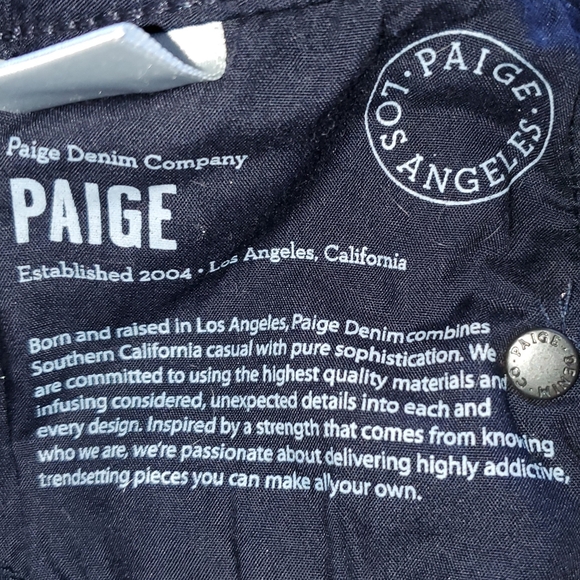 PAIGE · LOS ANGELES ·
Paige Denim Company
PAIGE
Established 2004 • Los Angeles, California
Born and raised in Los Angeles, Paige Denim combines
Southern California casual with pure sophistication. We
are committed to using the highest quality materials and
infusing considered, unexpected details into each and
every design. Inspired by a strength that comes from knowing
who we are, we're passionate about delivering highly addictive,
trendsetting pieces you can make all your own.
PAIGE · DENIM CO ·